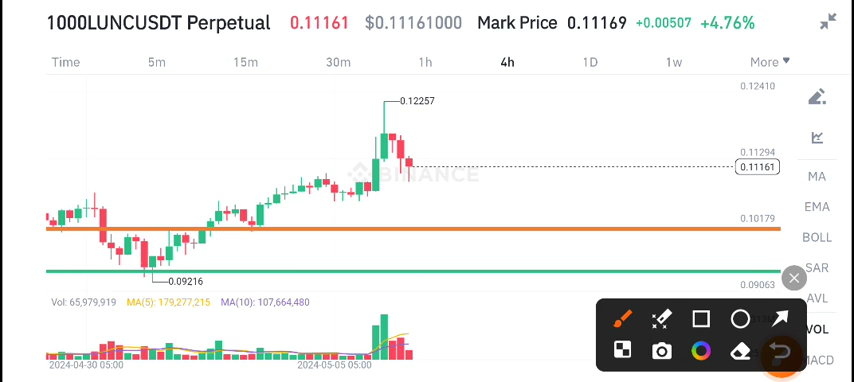 1000LUNCUSDT Perpetual 0.11161 $0.11161000 Mark Price 0.11169 +0.00507 +4.76%
Time 5m 15m 30m 1h 4h 1D 1w More
0.12410
0.12257
0.11294
0.11161
BINANCE
MA
EMA
0.10179
BOLL
SAR
0.09216
0.09063
AVL
Vol: 65,979,919 MA(5): 179,277,215 MA(10): 107,664,480
VOL
MACD
2024-04-30 05:00 2024-05-05 05:00